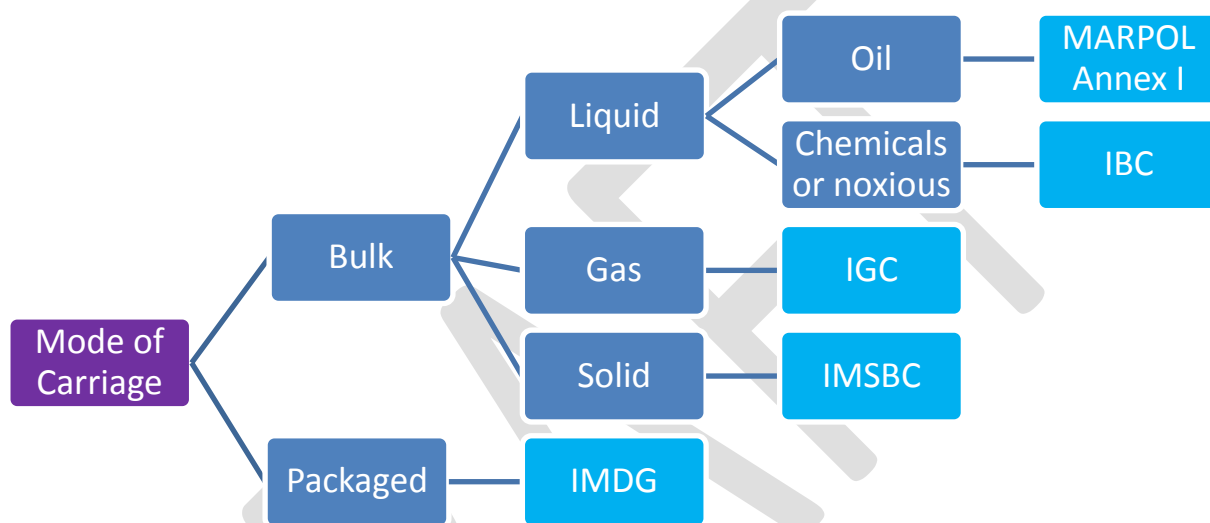 Oil
MARPOL
Annex I
Liquid
Chemicals
or noxious
IBC
Bulk
Gas
IGC
Mode of
Carriage
Solid
IMSBC
Packaged
IMDG